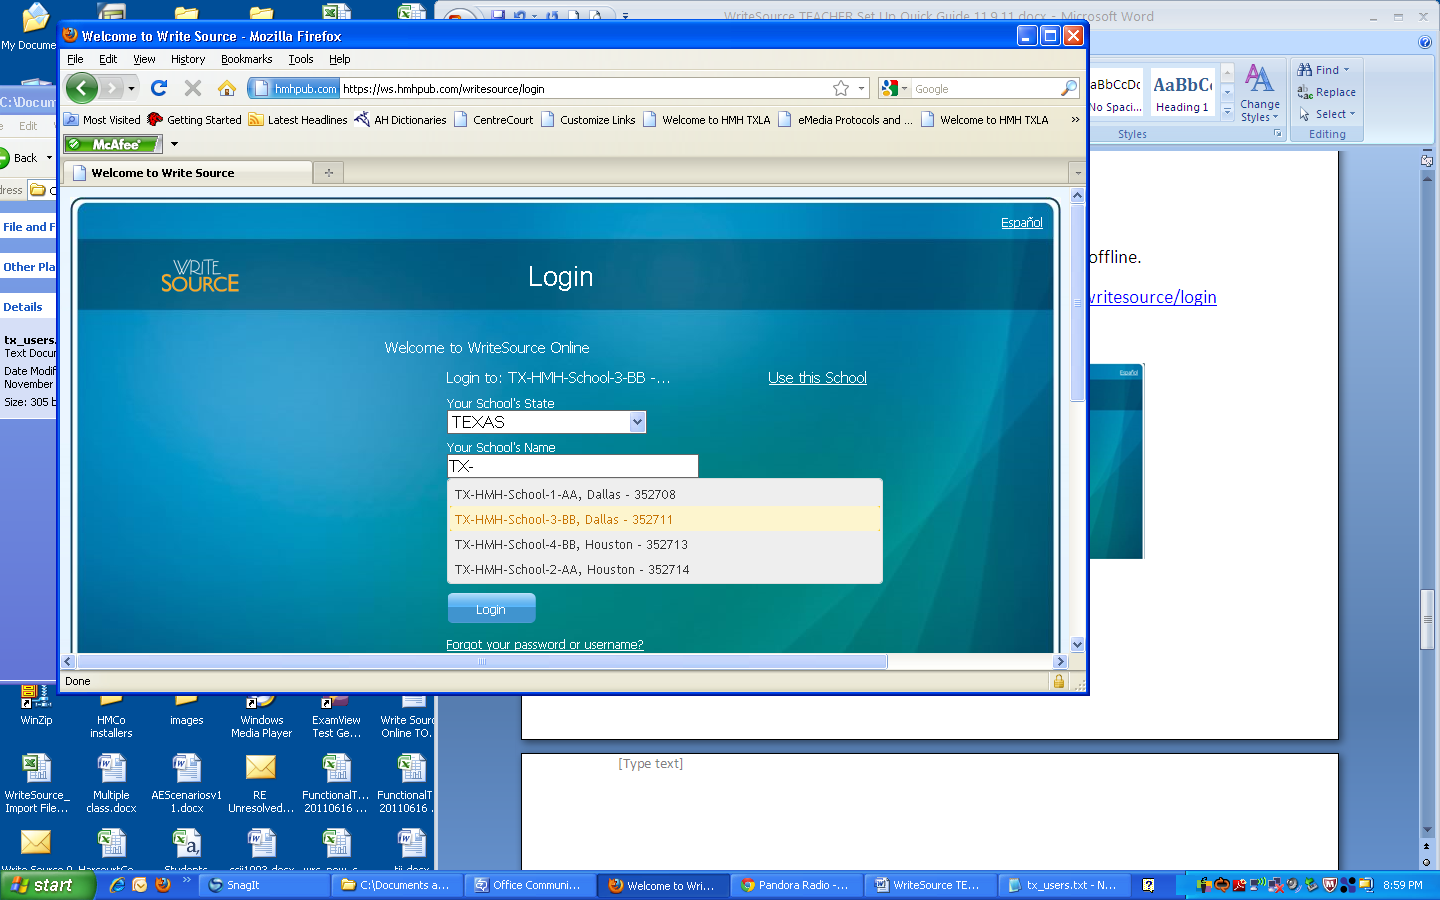 My Docume
WriteSource TEACHER Set Up Quick Guide 11.9.11.docx - Microsoft Word
Welcome to Write Source - Mozilla Firefox
File Edit View History Bookmarks Tools Help
hmhpub.com https://ws.hmhpub.com/writesource/login
Google
Most Visited Getting Started Latest Headlines AH Dictionaries CentreCourt Customize Links Welcome to HMH TXLA eMedia Protocols and ... Welcome to HMH TXLA »
McAfee
Welcome to Write Source
C:\Docum
Edit
Back
dress
File and F
Other Pla
Details
tx_users.
Text Docum
Date Modif
November
Size: 305 b
AaBbC
No Spaci... Heading 1
Change
Styles
Styles
Find
Replace
Select
Editing
offline.
writesource/login
Español
Español
WRITE
SOURCE
Login
Welcome to WriteSource Online
Login to: TX-HMH-School-3-BB -... Use this School
Your School's State
TEXAS
Your School's Name
TX-
TX-HMH-School-1-AA, Dallas - 352708
TX-HMH-School-3-BB, Dallas - 352711
TX-HMH-School-4-BB, Houston - 352713
TX-HMH-School-2-AA, Houston - 352714
Login
Forgot your password or username?
Done
[Type text]
WinZip
HMCo
installers
images
Windows
Media Player
ExamView
Test Ge...
Write Sourc
Online TO...
WriteSource_
Import File...
Multiple
class.docx
AEScenariosv1
1.docx
RE
Unresolved...
FunctionalT...
20110616 ...
FunctionalT
20110616 ..
start
»
SnagIt
C:\Documents a...
Office Communi...
Welcome to Wri...
Pandora Radio -...
WriteSource TE...
tx_users.txt - N...
8:59 PM